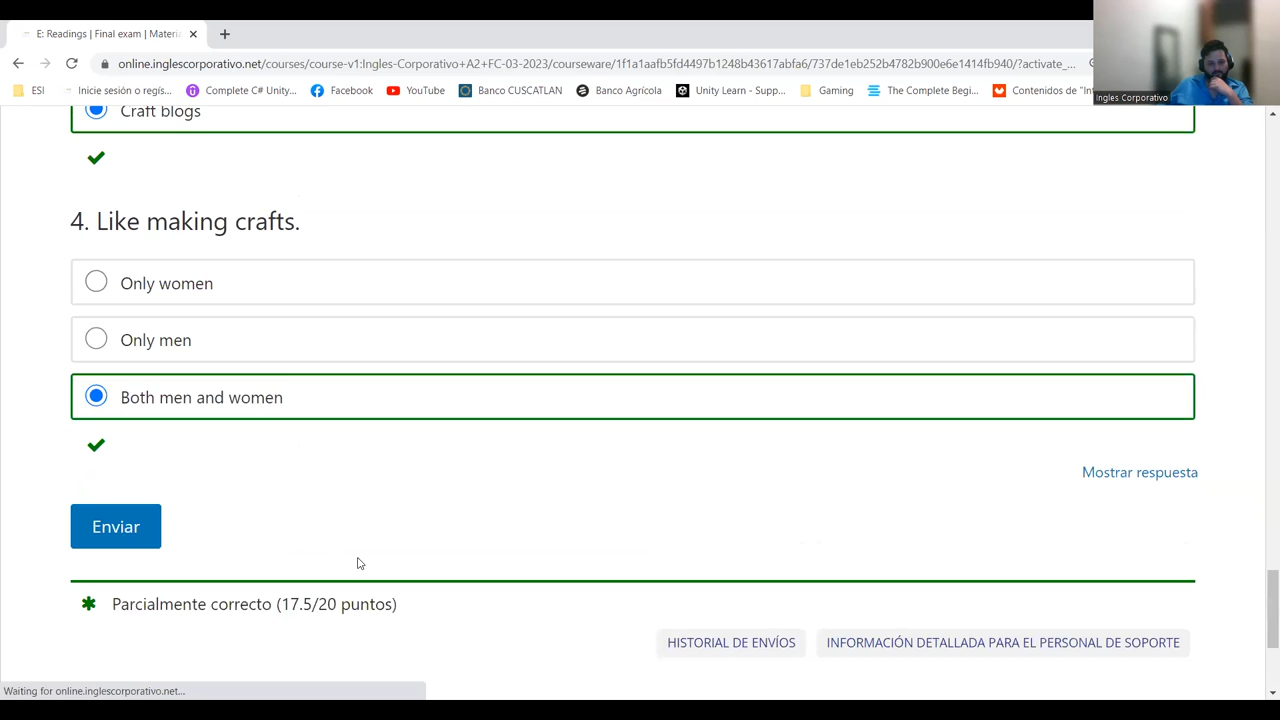 E: Readings | Final exam | Materia
online.inglescorporativo.net/courses/course-v1:Ingles-Corporativo+A2+FC-03-2023/courseware/1f1a1aafb5fd4497b1248b43617abfa6/737de1eb252b4782b900e6e1414fb940/?activate_...
ESI
Inicie sesión o regís...
Complete C# Unity...
Facebook
YouTube
Banco CUSCATLAN
Banco Agrícola
Unity Learn - Supp...
Gaming
The Complete Begi...
Contenidos de "Int
Ingles Corporativo
Craft blogs
4. Like making crafts.
Only women
Only men
Both men and women
Mostrar respuesta
Enviar
Parcialmente correcto (17.5/20 puntos)
HISTORIAL DE ENVÍOS
INFORMACIÓN DETALLADA PARA EL PERSONAL DE SOPORTE
Waiting for online.inglescorporativo.net...